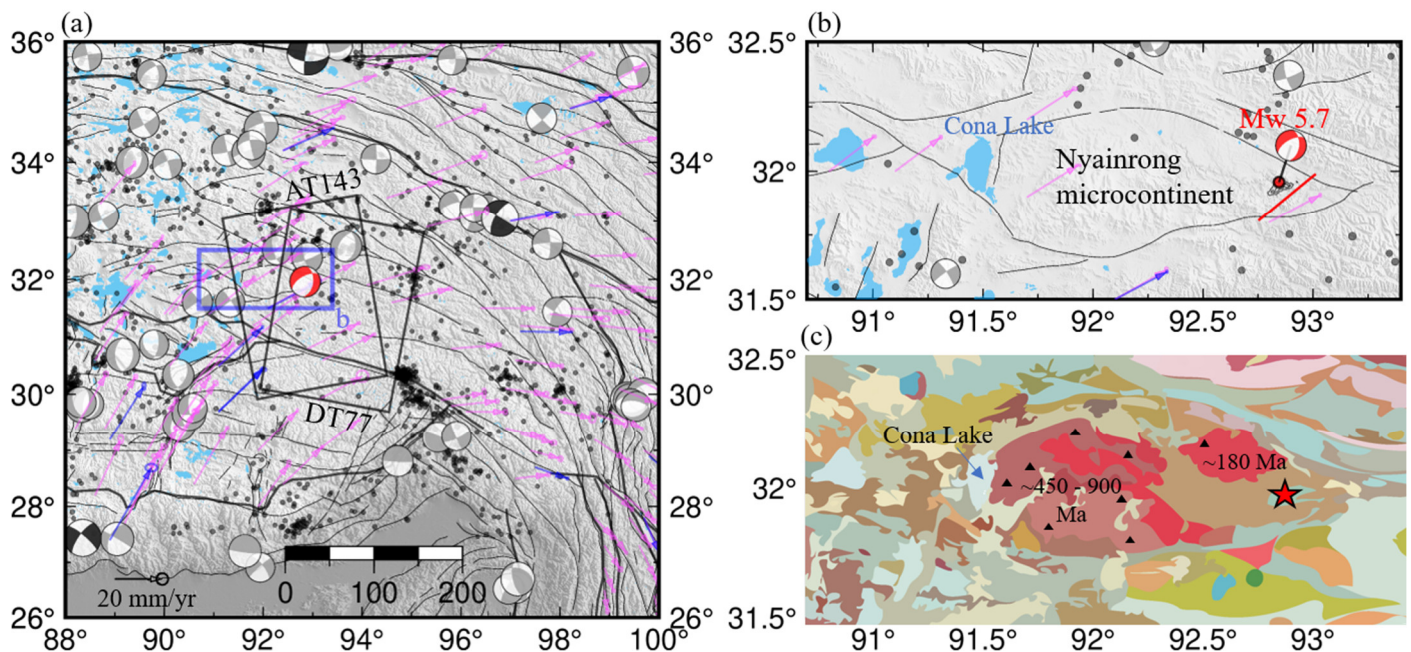 (a)
36°
36°
34°
34°
AT143
32°
32°
b
30°
30°
DT77
28°
28°
20 mm/yr
0 100 200
26°
26°
88° 90° 92° 94° 96° 98° 100°
(b)
32.5°
Mw 5.7
Cona Lake
Nyainrong
microcontinent
32°
31.5°
91° 91.5° 92° 92.5° 93°
(c)
32.5°
Cona Lake
~180 Ma
32°
~450 - 900
Ma
31.5°
91° 91.5° 92° 92.5° 93°